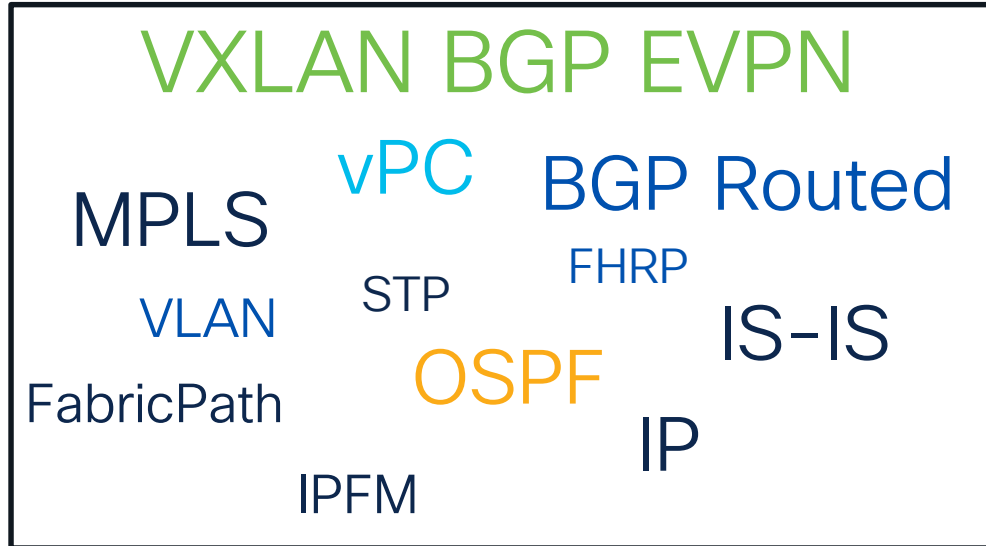 VXLAN BGP EVPN
vPC
BGP Routed
MPLS
FHRP
STP
VLAN
IS-IS
OSPF
FabricPath
IP
IPFM